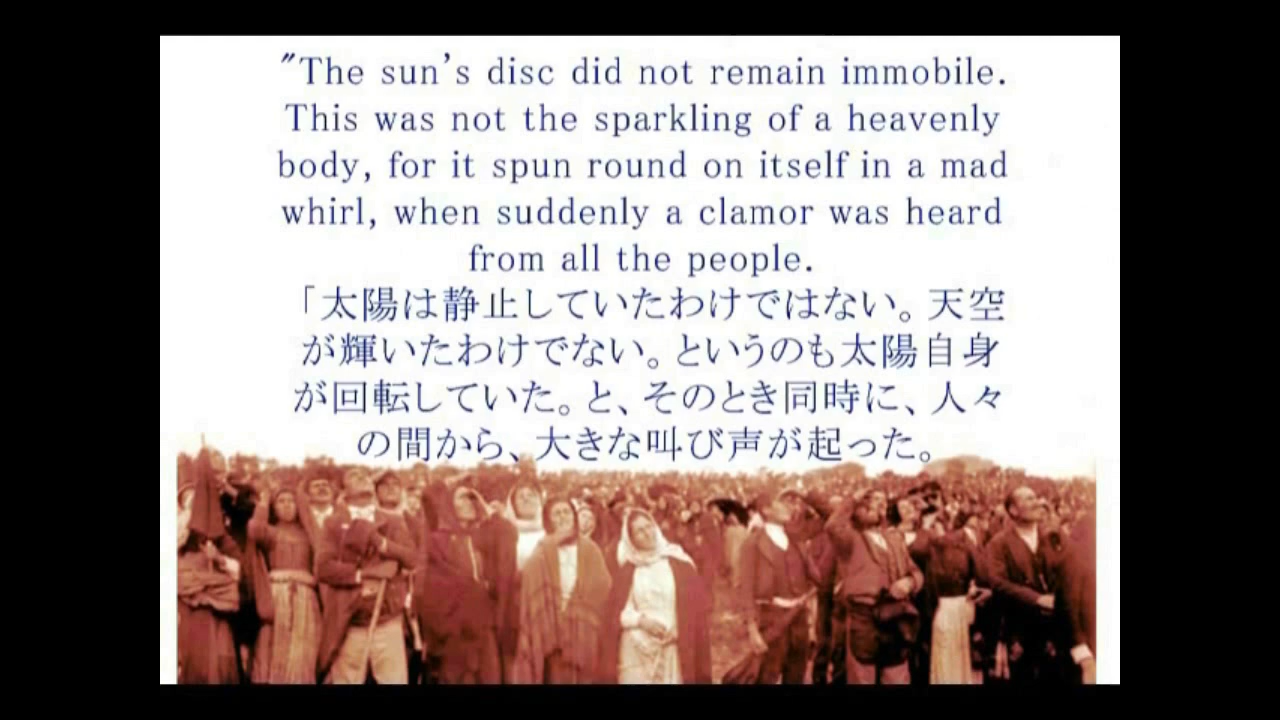 "The sun's disc did not remain immobile.
This was not the sparkling of a heavenly
body, for it spun round on itself in a mad
whirl, when suddenly a clamor was heard
from all the people.
「太陽は静止していたわけではない。天空
が輝いたわけでない。というのも太陽自身
が回転していた。と、そのとき同時に、人々
の間から、大きな叫び声が起った。